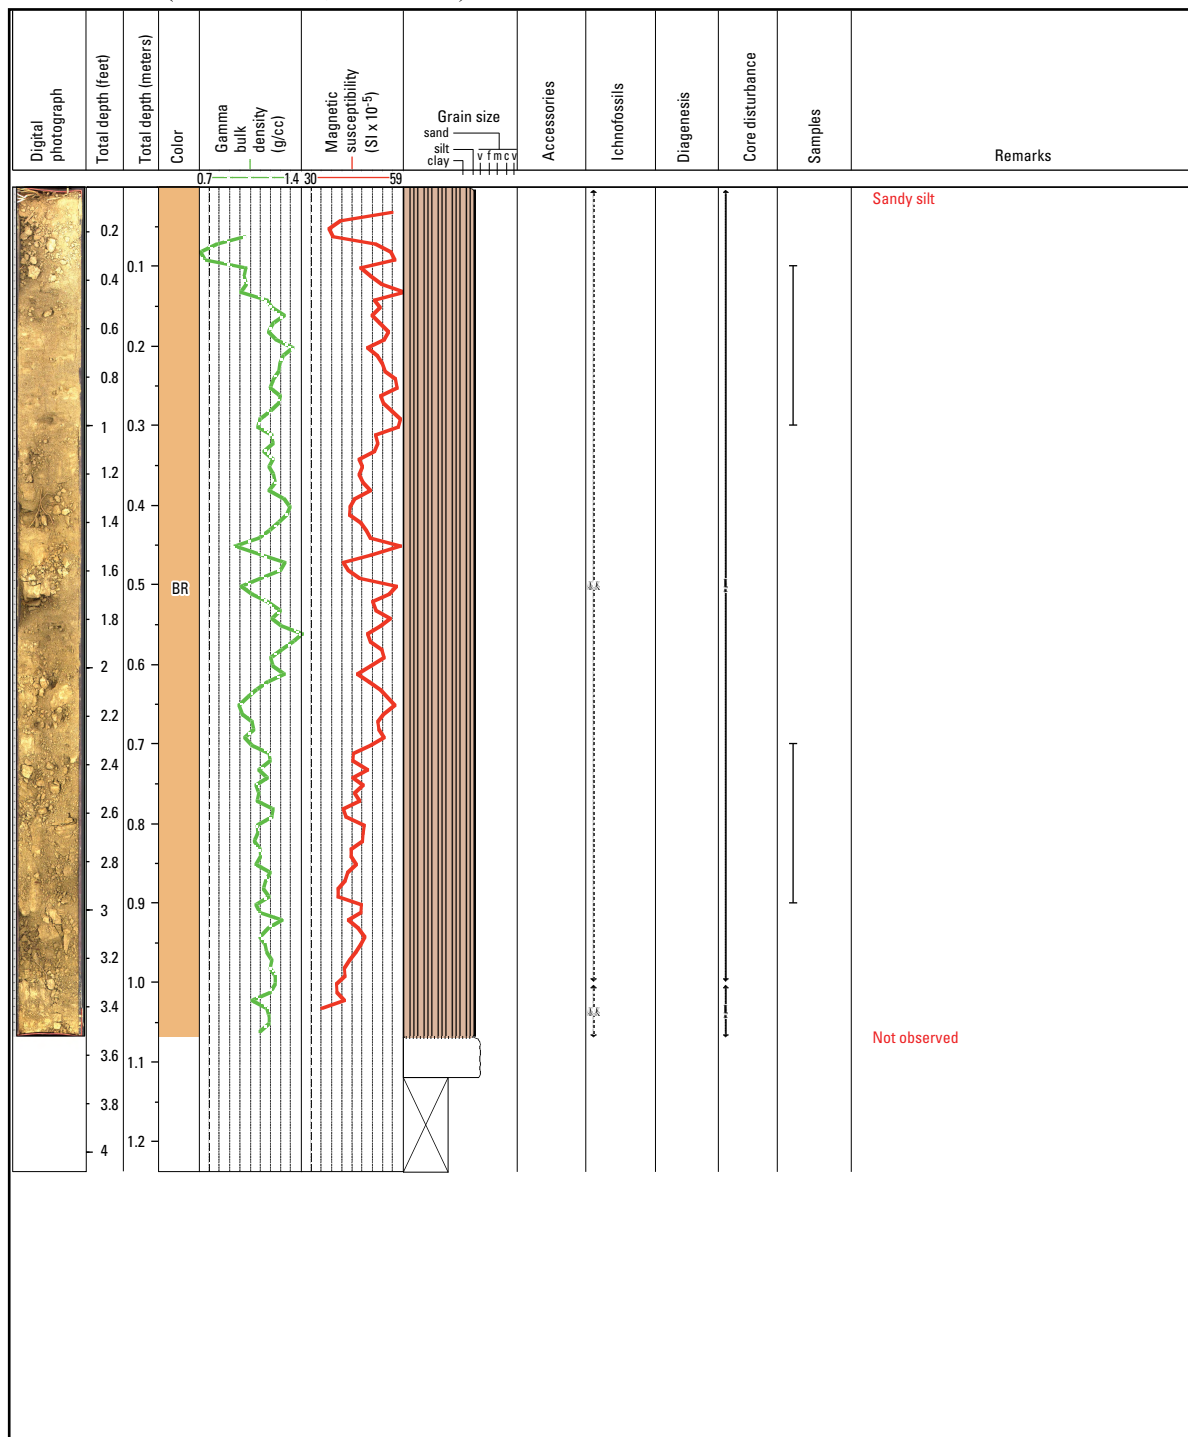 Digital photograph
Total depth (feet)
Total depth (meters)
Color
Gamma bulk density (g/cc)
Magnetic susceptibility (SI x 10-5)
Grain size
sand
silt
clay
v f m c v
Accessories
Ichnofossils
Diagenesis
Core disturbance
Samples
Remarks
0.7 1.4 30 59
Sandy silt
0.2
0.1
0.4
0.6
0.2
0.8
1
0.3
1.2
0.4
1.4
1.6
0.5
BR
1.8
2
0.6
2.2
0.7
2.4
2.6
0.8
2.8
3
0.9
3.2
1.0
3.4
Not observed
3.6
1.1
3.8
1.2
4